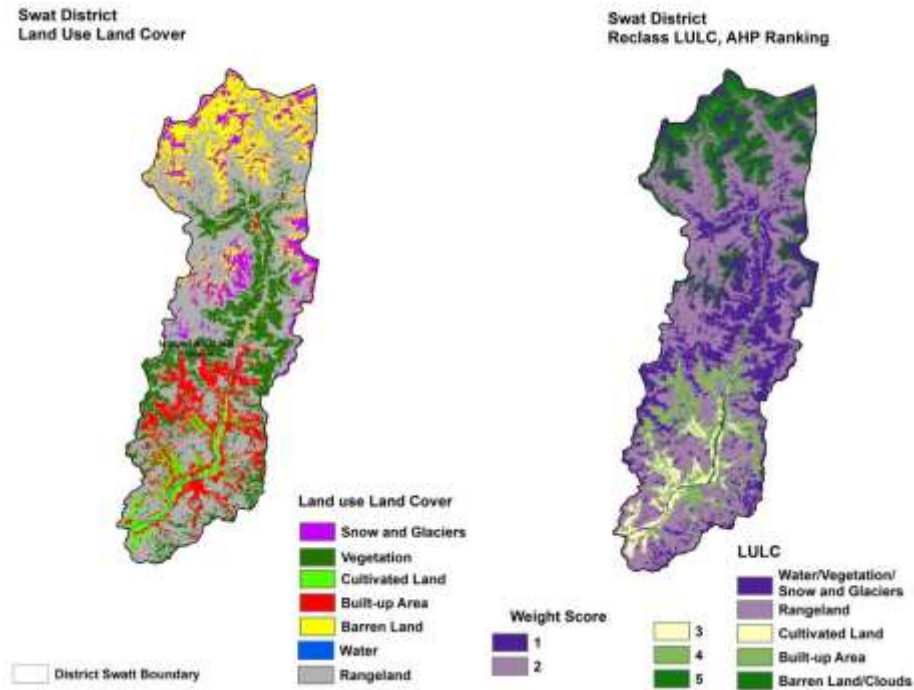 Swat District
Land Use Land Cover
Swat District
Reclass LULC, AHP Ranking
Land use Land Cover
Snow and Glaciers
Vegetation
Cultivated Land
Built-up Area
Barren Land
Water
Rangeland
District Swatt Boundary
Weight Score
1
2
3
4
5
LULC
Water/Vegetation/
Snow and Glaciers
Rangeland
Cultivated Land
Built-up Area
Barren Land/Clouds